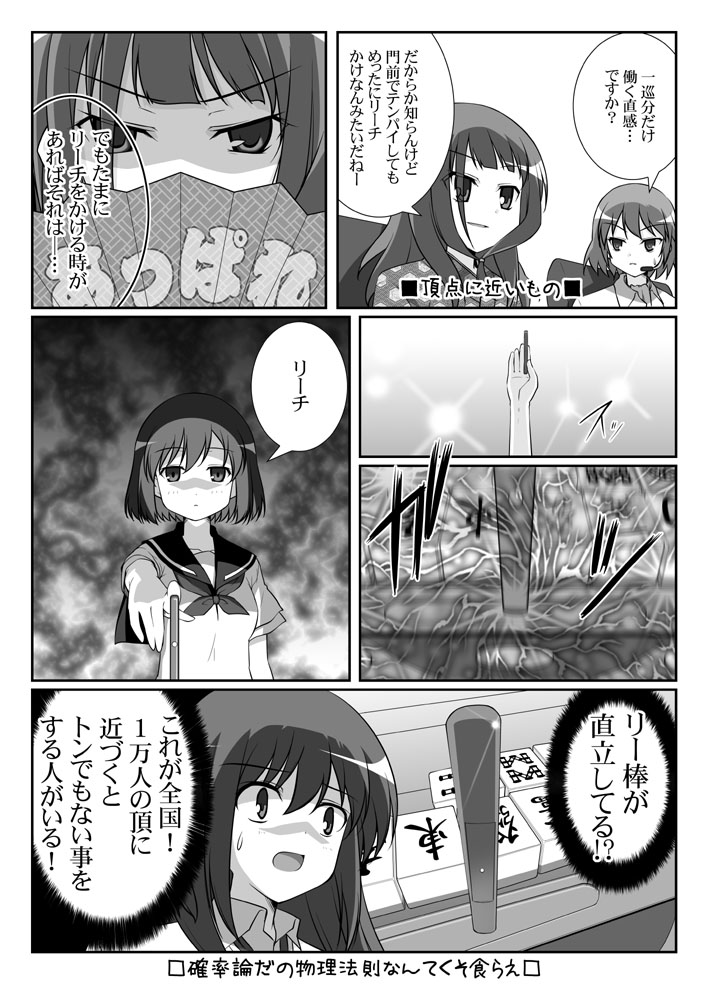 一巡分だけ
働く直感…
ですか？
だからか知らんけど
門前でテンパイしても
めったにリーチ
かけなんみたいだねー
■頂点に近いもの■
でもたまに
リーチをかける時が
あればそれは—…
あっぱれ
スッ
ガッ
リーチ
リー棒が
直立してる!?
東
これが全国！
１万人の頂に
近づくと
トンでもない事を
する人がいる！
□確率論だの物理法則なんてくそ食らえ□